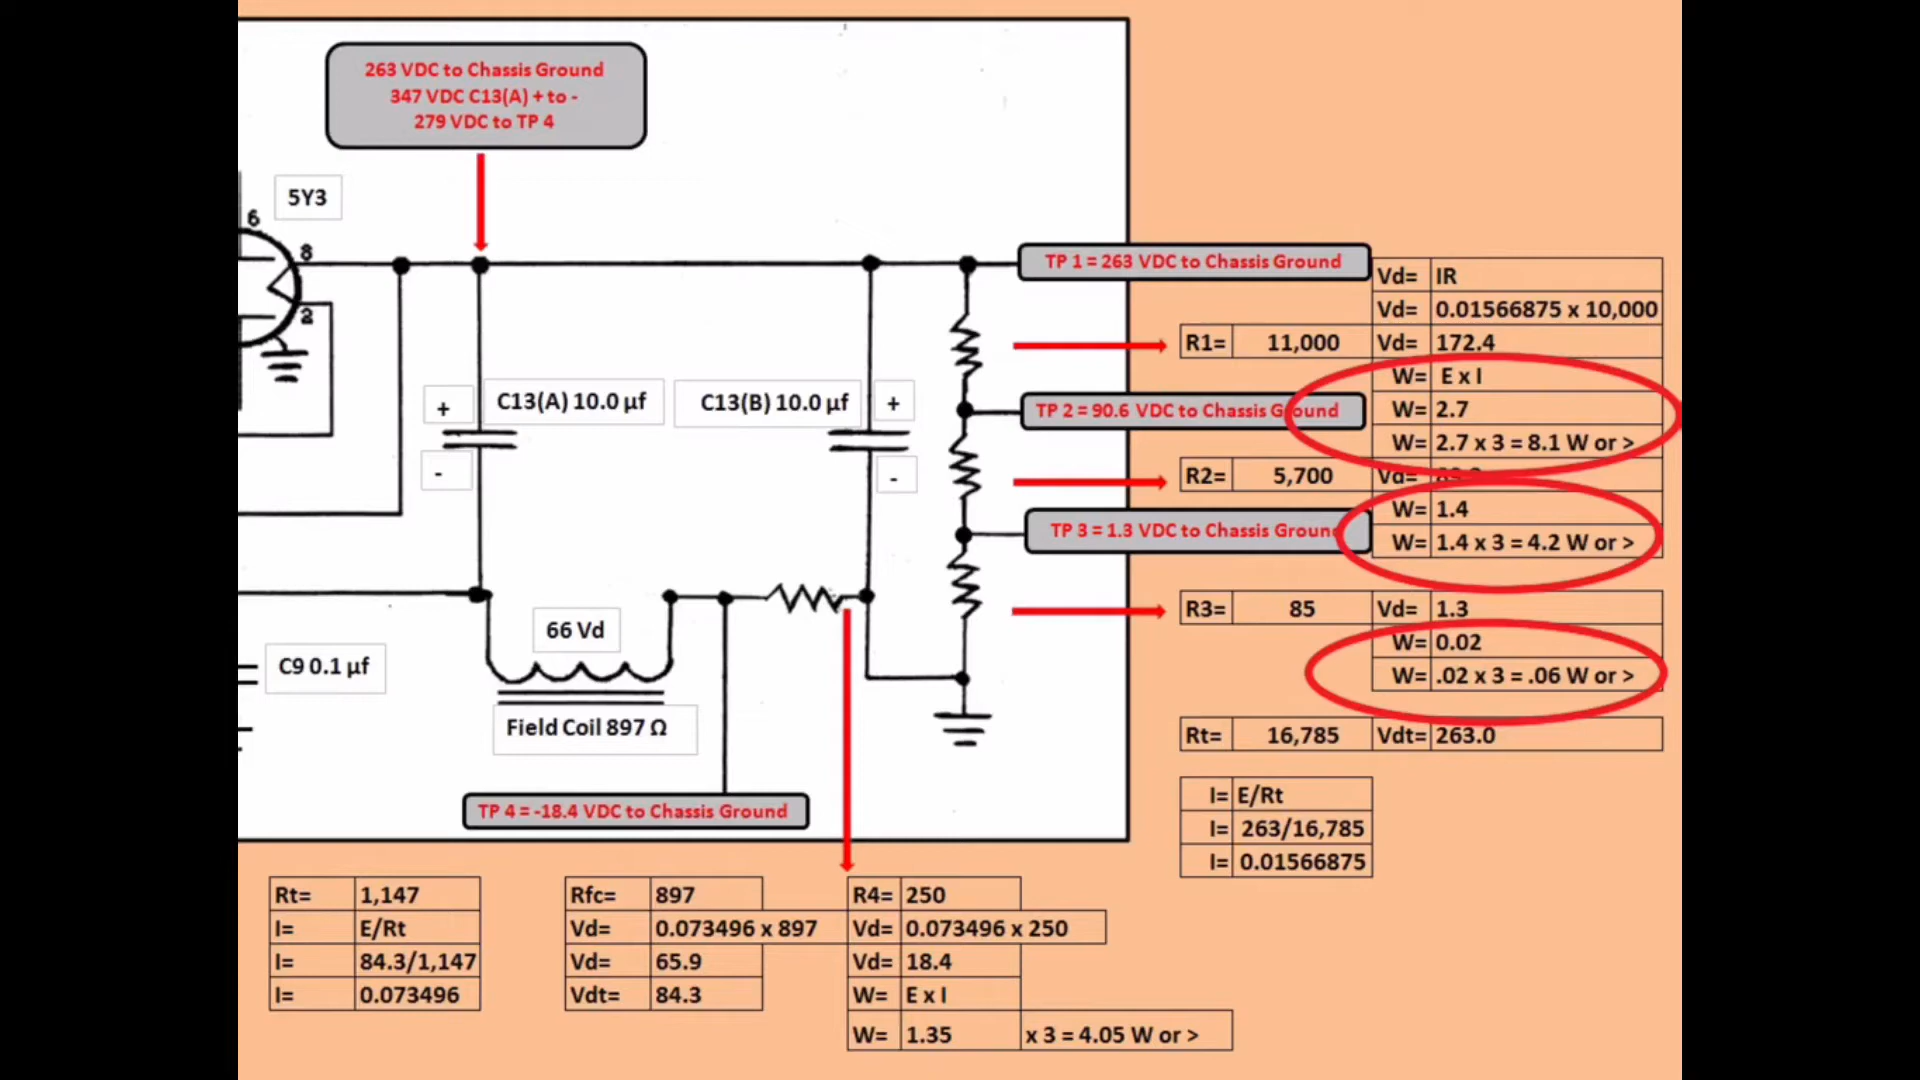 263 VDC to Chassis Ground
347 VDC C13(A) + to -
279 VDC to TP 4
5Y3
6
8
2
TP 1 = 263 VDC to Chassis Ground
Vd= IR
Vd= 0.01566875 x 10,000
R1= 11,000 Vd= 172.4
W= E x I
C13(A) 10.0 µf
C13(B) 10.0 µf
+
+
-
-
TP 2 = 90.6 VDC to Chassis Ground
W= 2.7
W= 2.7 x 3 = 8.1 W or >
R2= 5,700 Vd=
W= 1.4
TP 3 = 1.3 VDC to Chassis Ground
W= 1.4 x 3 = 4.2 W or >
R3= 85 Vd= 1.3
W= 0.02
W= .02 x 3 = .06 W or >
66 Vd
C9 0.1 µf
Field Coil 897 Ω
Rt= 16,785 Vdt= 263.0
TP 4 = -18.4 VDC to Chassis Ground
I= E/Rt
I= 263/16,785
I= 0.01566875
Rt= 1,147
I= E/Rt
I= 84.3/1,147
I= 0.073496
Rfc= 897
Vd= 0.073496 x 897
Vd= 65.9
Vdt= 84.3
R4= 250
Vd= 0.073496 x 250
Vd= 18.4
W= E x I
W= 1.35 x 3 = 4.05 W or >